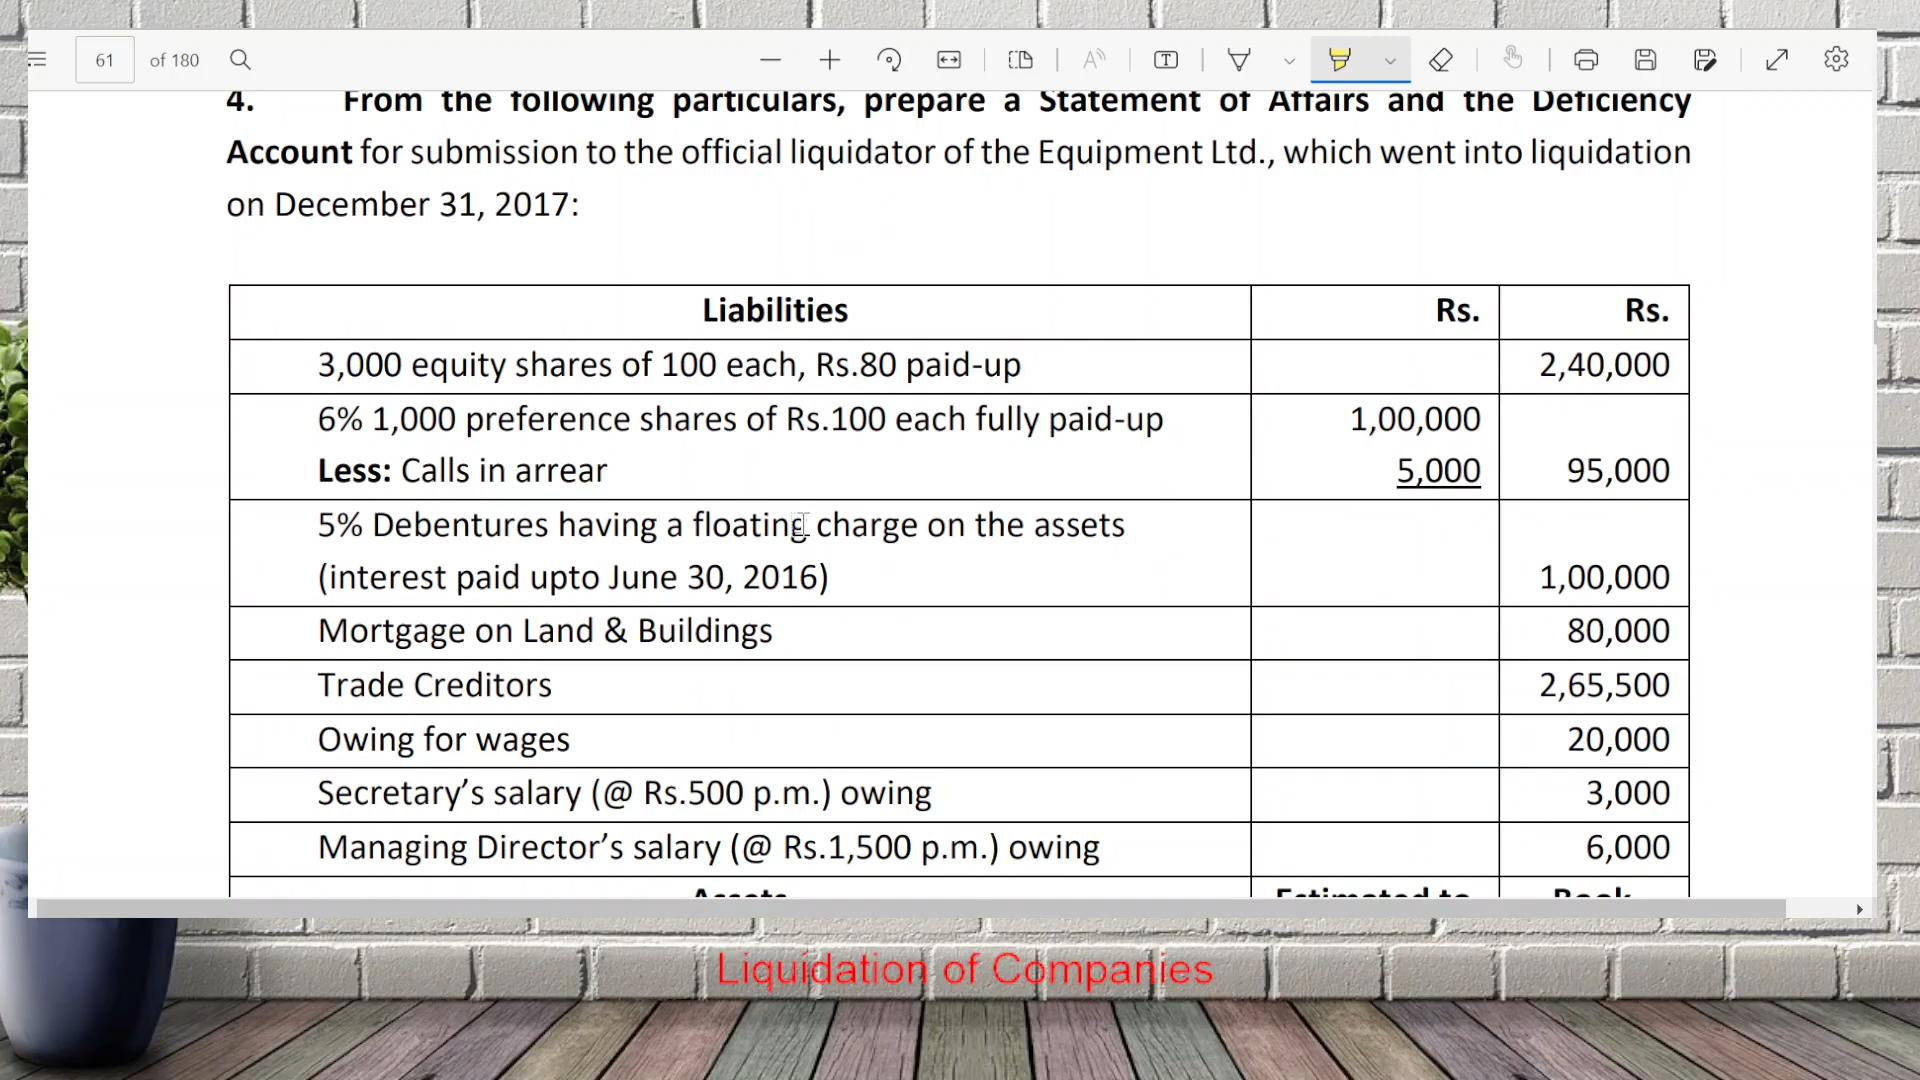 61 of 180
4. From the following particulars, prepare a Statement of Affairs and the Deficiency
Account for submission to the official liquidator of the Equipment Ltd., which went into liquidation
on December 31, 2017:
Liabilities Rs. Rs.
3,000 equity shares of 100 each, Rs.80 paid-up 2,40,000
6% 1,000 preference shares of Rs.100 each fully paid-up 1,00,000
Less: Calls in arrear 5,000 95,000
5% Debentures having a floating charge on the assets
(interest paid upto June 30, 2016) 1,00,000
Mortgage on Land & Buildings 80,000
Trade Creditors 2,65,500
Owing for wages 20,000
Secretary’s salary (@ Rs.500 p.m.) owing 3,000
Managing Director’s salary (@ Rs.1,500 p.m.) owing 6,000
Assets Estimated to Book
Liquidation of Companies